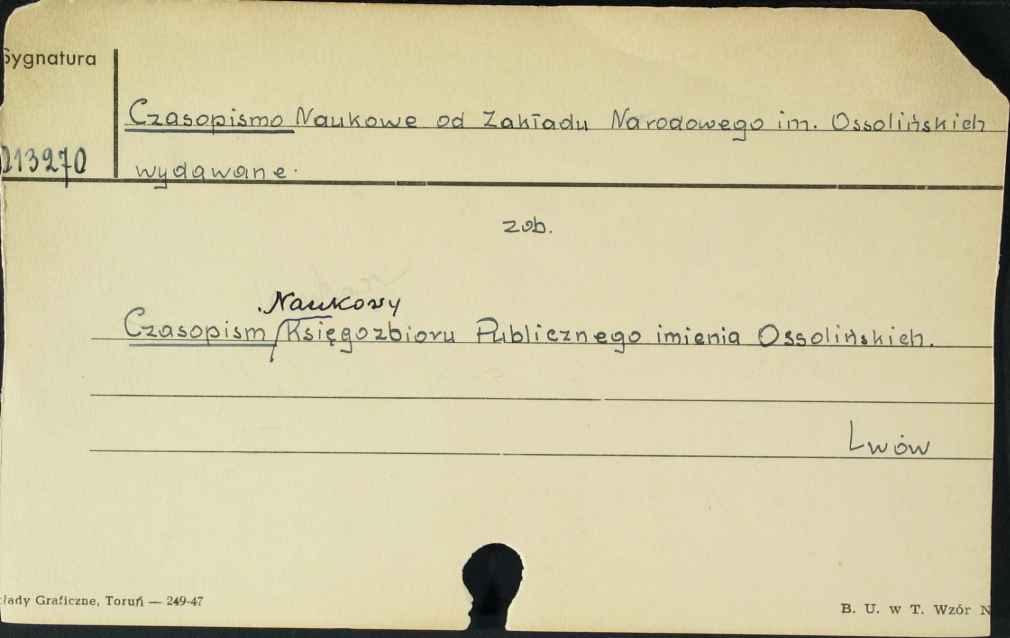 Sygnatura
Czasopismo Naukowe od Zakładu Narodowego im. Ossolińskich
013270
wydawane.
zob.
Naukowy
Czasopism Księgozbioru Publicznego imienia Ossolińskich.
Lwów
łady Graficzne, Toruń — 249-47
B. U. w T. Wzór N